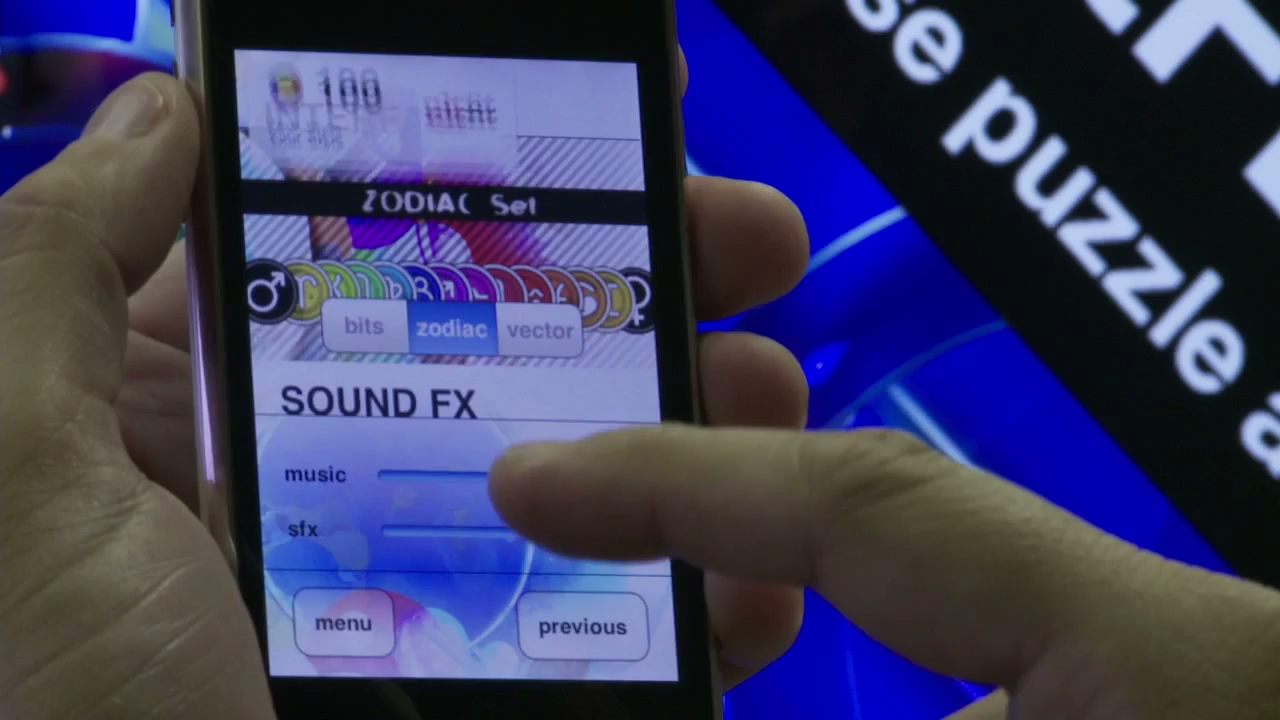 100
ZODIAC Set
bits zodiac vector
SOUND FX
music
sfx
menu previous
se puzzle a